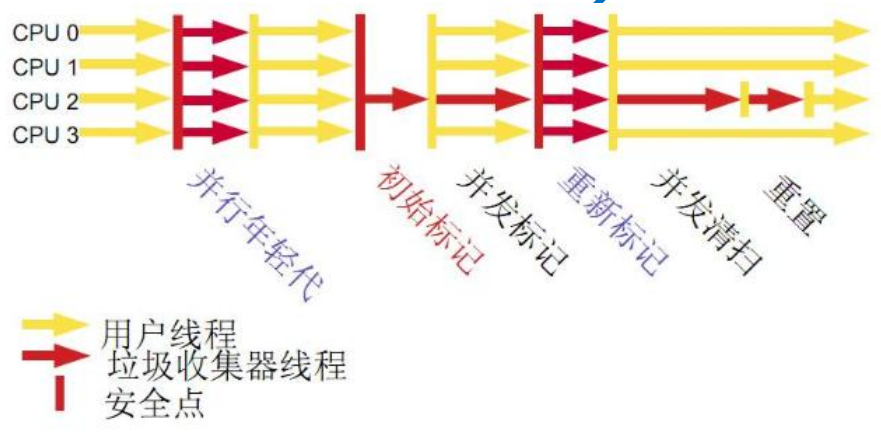 CPU 0
CPU 1
CPU 2
CPU 3
并行年轻代
初始标记
并发标记
重新标记
并发清扫
重置
用户线程
垃圾收集器线程
安全点